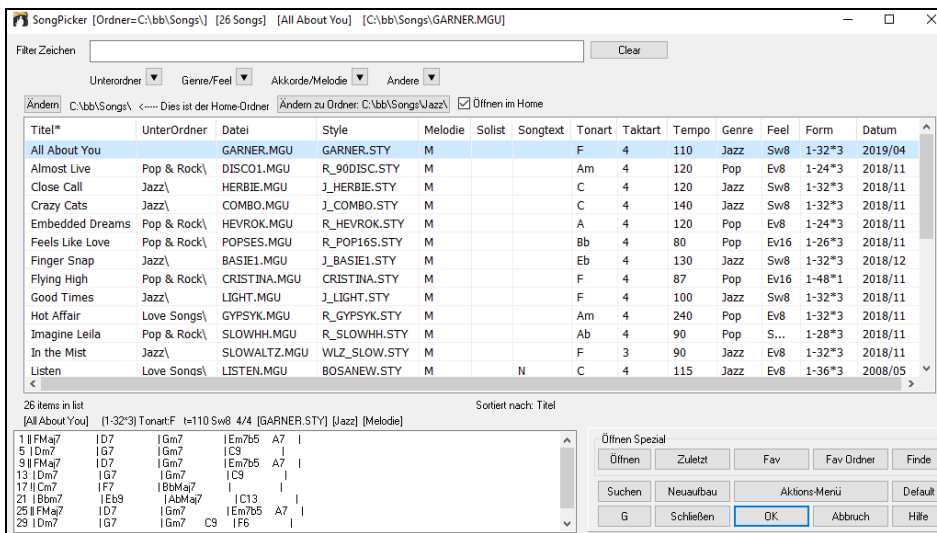 SongPicker [Ordner=C:\bb\Songs\] [26 Songs] [All About You] [C:\bb\Songs\GARNER.MGU]
Filter Zeichen Clear
Unterordner Genre/Feel Akkorde/Melodie Andere
Ändern C:\bb\Songs\ <----- Dies ist der Home-Ordner Ändern zu Ordner: C:\bb\Songs\Jazz\ Öffnen im Home
Titel* UnterOrdner Datei Style Melodie Solist Songtext Tonart Taktart Tempo Genre Feel Form Datum
All About You GARNER.MGU GARNER.STY M F 4 110 Jazz Sw8 1-32*3 2019/04
Almost Live Pop & Rock\ DISCO1.MGU R_90DISC.STY M Am 4 120 Pop Ev8 1-24*3 2018/11
Close Call Jazz\ HERBIE.MGU J_HERBIE.STY M C 4 120 Jazz Sw8 1-32*3 2018/11
Crazy Cats Jazz\ COMBO.MGU J_COMBO.STY M C 4 140 Jazz Sw8 1-32*3 2018/11
Embedded Dreams Pop & Rock\ HEVROK.MGU R_HEVROK.STY M A 4 120 Pop Ev8 1-24*3 2018/11
Feels Like Love Pop & Rock\ POPSES.MGU R_POP16S.STY M Bb 4 80 Pop Ev16 1-26*3 2018/11
Finger Snap Jazz\ BASIE1.MGU J_BASIE1.STY M Eb 4 130 Jazz Sw8 1-32*3 2018/12
Flying High Pop & Rock\ CRISTINA.MGU CRISTINA.STY M F 4 87 Pop Ev16 1-48*1 2018/11
Good Times Jazz\ LIGHT.MGU J_LIGHT.STY M F 4 100 Jazz Sw8 1-32*3 2018/11
Hot Affair Love Songs\ GYPSYK.MGU R_GYPSYK.STY M Am 4 240 Pop Ev8 1-32*3 2018/11
Imagine Leila Pop & Rock\ SLOWHH.MGU R_SLOWHH.STY M Ab 4 90 Pop S... 1-28*3 2018/11
In the Mist Jazz\ SLOWALTZ.MGU WLZ_SLOW.STY M F 3 90 Jazz Ev8 1-32*3 2018/11
Listen Love Songs\ LISTEN.MGU BOSANEW.STY M N C 4 115 Jazz Ev8 1-36*3 2008/05
26 items in list Sortiert nach: Titel
[All About You] (1-32*3) Tonart:F t=110 Sw8 4/4 [GARNER.STY] [Jazz] [Melodie]
1 || FMaj7 | D7 | Gm7 | Em7b5 A7 |
5 | Dm7 | G7 | Gm7 | C9 |
9 || FMaj7 | D7 | Gm7 | Em7b5 A7 |
13 | Dm7 | G7 | Gm7 | C9 |
17 || Cm7 | F7 | BbMaj7 | |
21 | Bbm7 | Eb9 | AbMaj7 | C13 |
25 || FMaj7 | D7 | Gm7 | Em7b5 A7 |
29 | Dm7 | G7 | Gm7 C9 | F6 |
Öffnen Spezial
Öffnen Zuletzt Fav Fav Ordner Finde
Suchen Neuaufbau Aktions-Menü Default
G Schließen OK Abbruch Hilfe